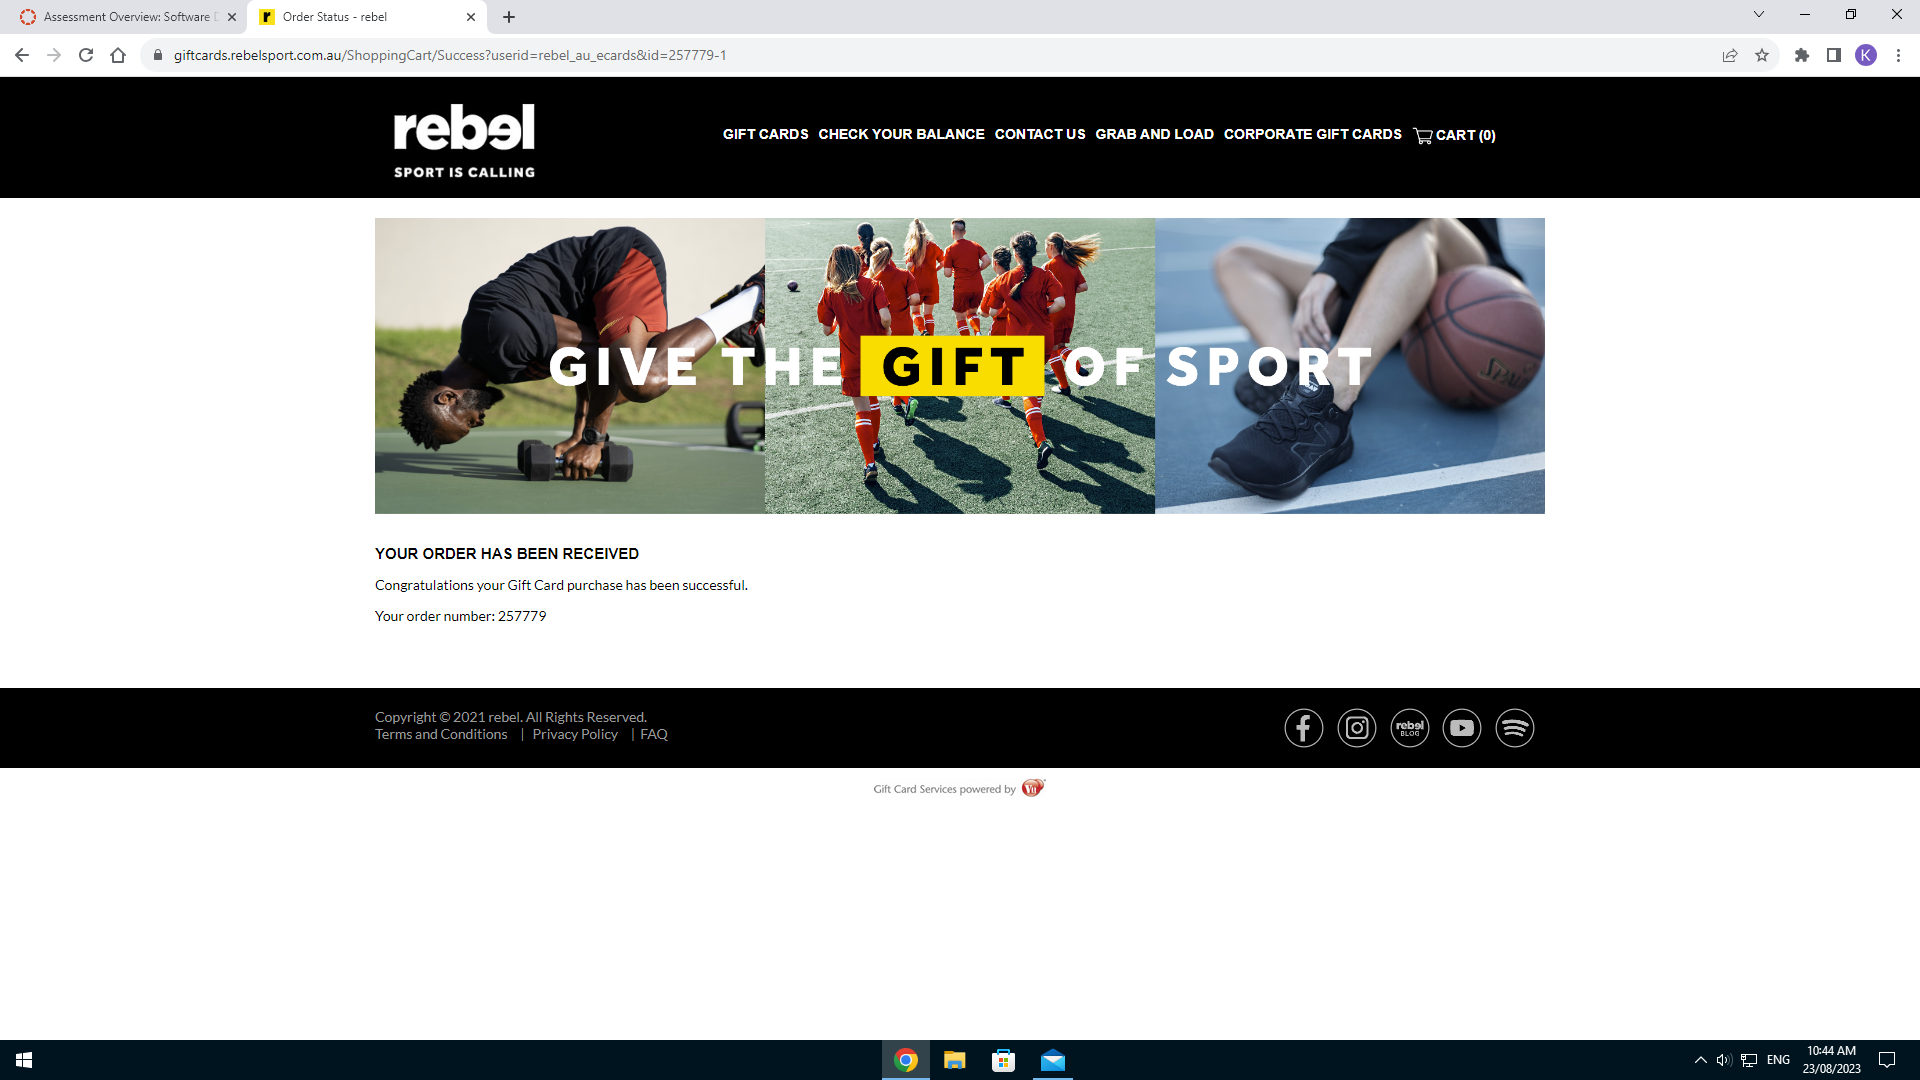 Assessment Overview: Software D
Order Status - rebel
giftcards.rebelsport.com.au/ShoppingCart/Success?userid=rebel_au_ecards&id=257779-1
K
rebel
SPORT IS CALLING
GIFT CARDS CHECK YOUR BALANCE CONTACT US GRAB AND LOAD CORPORATE GIFT CARDS CART (0)
GIVE THE GIFT OF SPORT
YOUR ORDER HAS BEEN RECEIVED
Congratulations your Gift Card purchase has been successful.
Your order number: 257779
Copyright © 2021 rebel. All Rights Reserved.
Terms and Conditions | Privacy Policy | FAQ
rebel
BLOG
Gift Card Services powered by
ENG
10:44 AM
23/08/2023